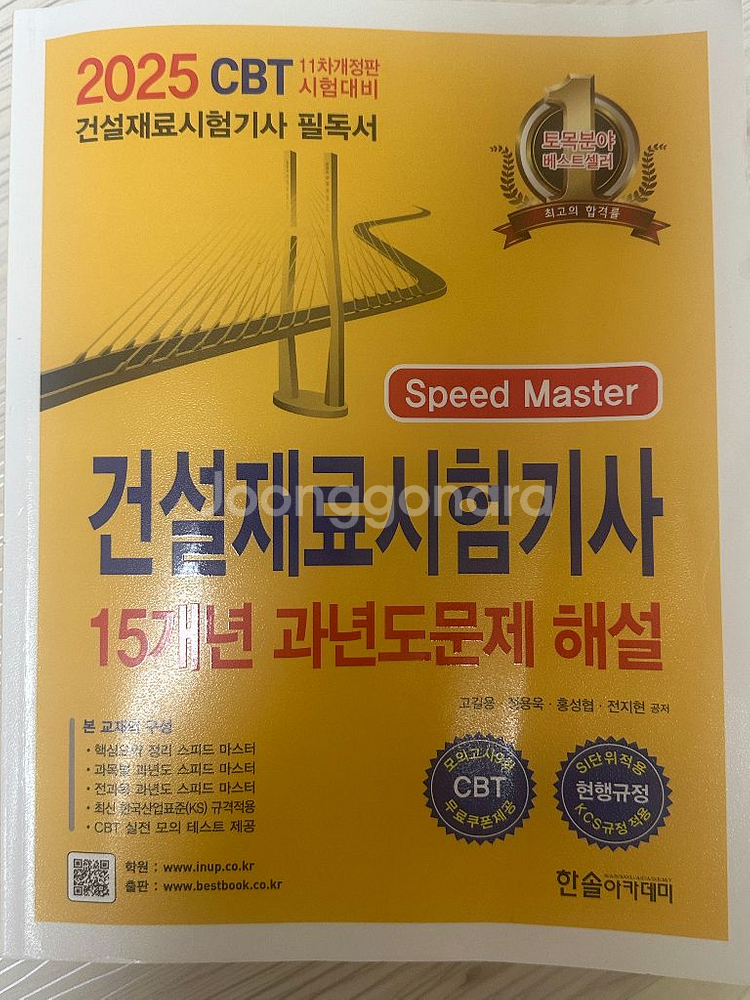 2025 CBT 11차개정판 시험대비
건설재료시험기사 필독서
1
토목분야
베스트셀러
최고의 합격률
Speed Master
건설재료시험기사
Joonggonara
15개년 과년도문제 해설
고길용 · 정용욱 · 홍성협 · 전지현 공저
본 교재의 구성
· 핵심요약 정리 스피드 마스터
· 과목별 과년도 스피드 마스터
· 전과목 과년도 스피드 마스터
· 최신 한국산업표준(KS) 규격적용
· CBT 실전 모의 테스트 제공
모의고사
CBT
무료쿠폰제공
SI단위적용
현행규정
KCS규정 적용
학원 : www.inup.co.kr
출판 : www.bestbook.co.kr
한솔아카데미